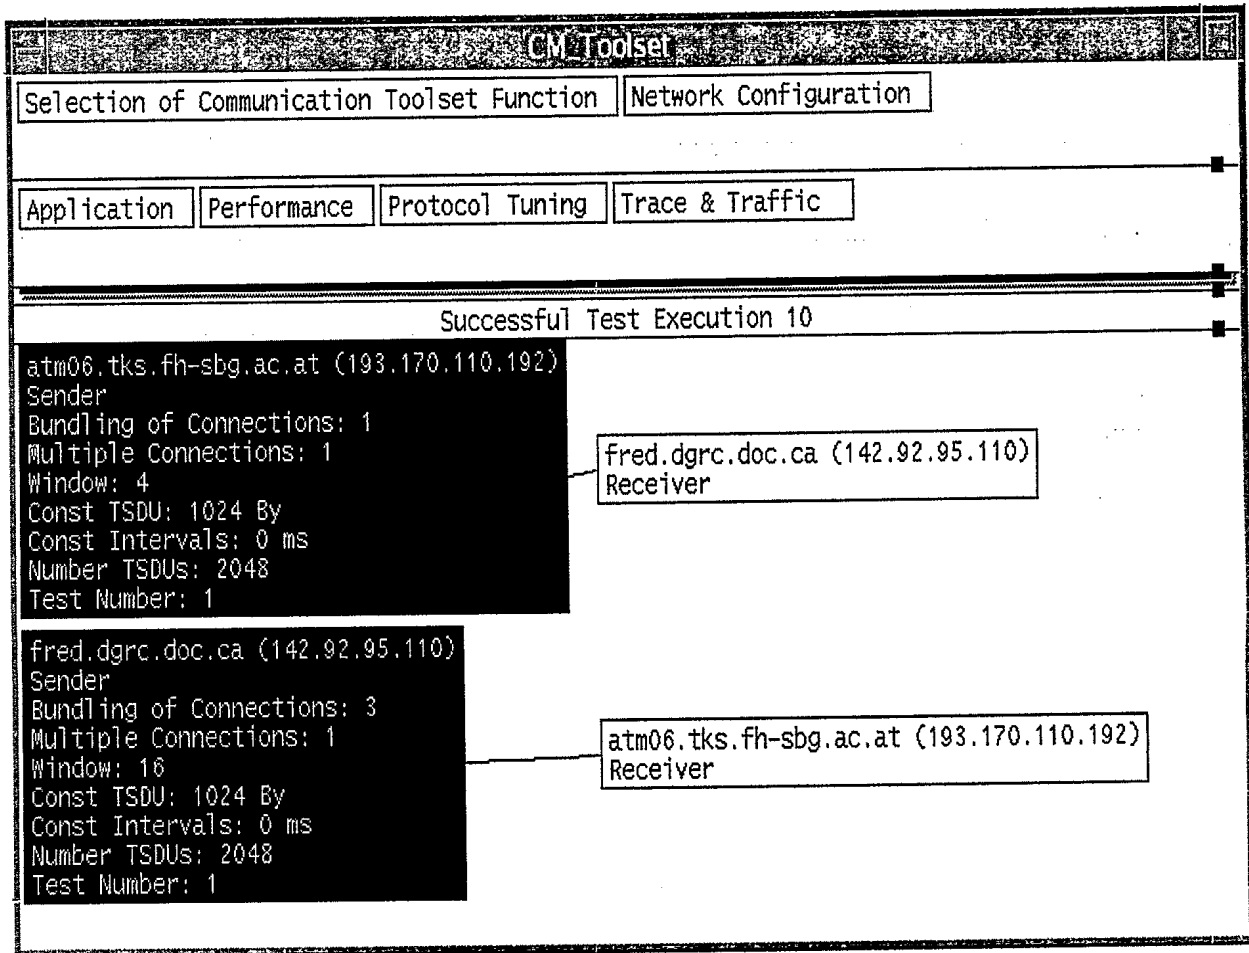 CM Toolset
Selection of Communication Toolset Function
Network Configuration
Application
Performance
Protocol Tuning
Trace & Traffic
Successful Test Execution 10
atm06.tks.fh-sbg.ac.at (193.170.110.192)
Sender
Bundling of Connections: 1
Multiple Connections: 1
Window: 4
Const TSDU: 1024 By
Const Intervals: 0 ms
Number TSDUs: 2048
Test Number: 1
fred.dgrc.doc.ca (142.92.95.110)
Receiver
fred.dgrc.doc.ca (142.92.95.110)
Sender
Bundling of Connections: 3
Multiple Connections: 1
Window: 16
Const TSDU: 1024 By
Const Intervals: 0 ms
Number TSDUs: 2048
Test Number: 1
atm06.tks.fh-sbg.ac.at (193.170.110.192)
Receiver